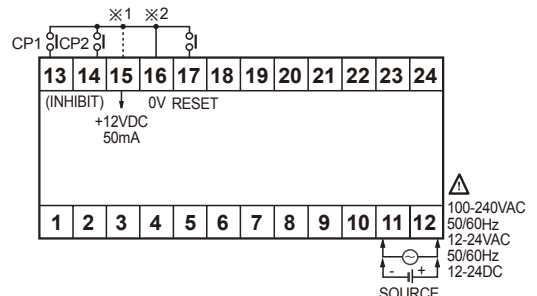 ※1 ※2
CP1 CP2
13 14 15 16 17 18 19 20 21 22 23 24
(INHIBIT) 0V RESET
+12VDC
50mA
1 2 3 4 5 6 7 8 9 10 11 12
100-240VAC
50/60Hz
12-24VAC
50/60Hz
12-24DC
- +
SOURCE